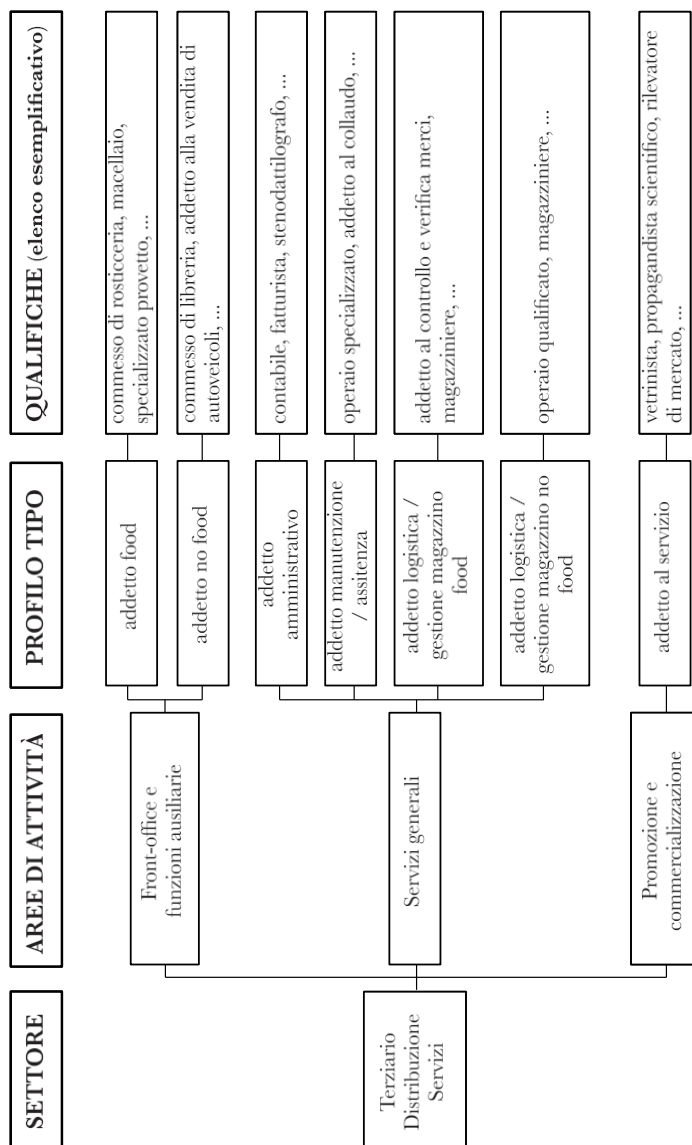 SETTORE
AREE DI ATTIVITÀ
PROFILO TIPO
QUALIFICHE (elenco esemplificativo)
Terziario
Distribuzione
Servizi
Front-office e
funzioni ausiliarie
addetto food
commesso di rosticceria, macellaio,
specializzato provetto, ...
addetto no food
commesso di libreria, addetto alla vendita di
autoveicoli, ...
Servizi generali
addetto
amministrativo
contabile, fatturista, stenodattilografo, ...
addetto manutenzione
/ assitenza
operaio specializzato, addetto al collaudo, ...
addetto logistica /
gestione magazzino
food
addetto al controllo e verifica merci,
magazziniere, ...
addetto logistica /
gestione magazzino no
food
operaio qualificato, magazziniere, ...
Promozione e
commercializzazione
addetto al servizio
vetrinista, propagandista scientifico, rilevatore
di mercato, ...